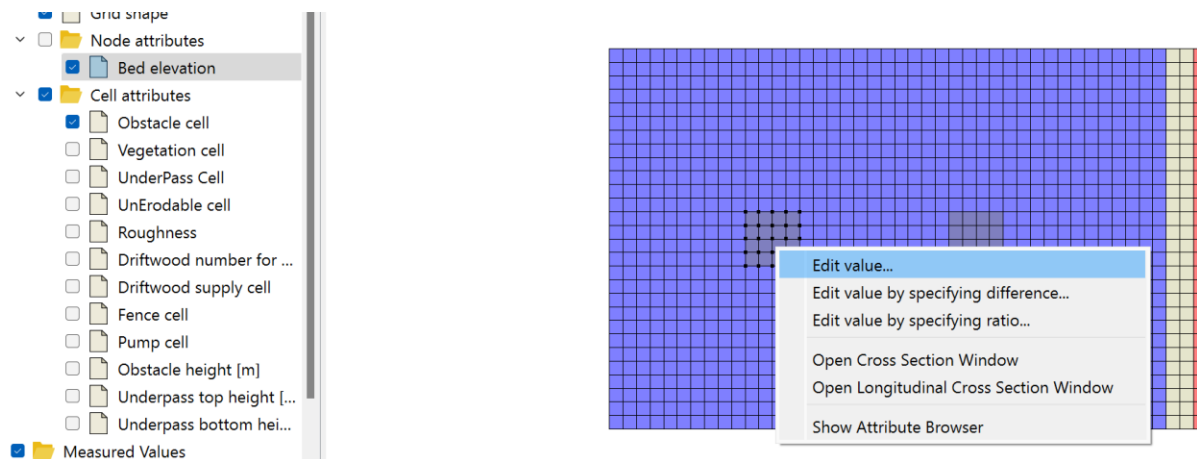 Grid shape
Node attributes
Bed elevation
Cell attributes
Obstacle cell
Vegetation cell
UnderPass Cell
UnErodable cell
Roughness
Driftwood number for ...
Driftwood supply cell
Fence cell
Pump cell
Obstacle height [m]
Underpass top height [...
Underpass bottom hei...
Measured Values
Edit value...
Edit value by specifying difference...
Edit value by specifying ratio...
Open Cross Section Window
Open Longitudinal Cross Section Window
Show Attribute Browser